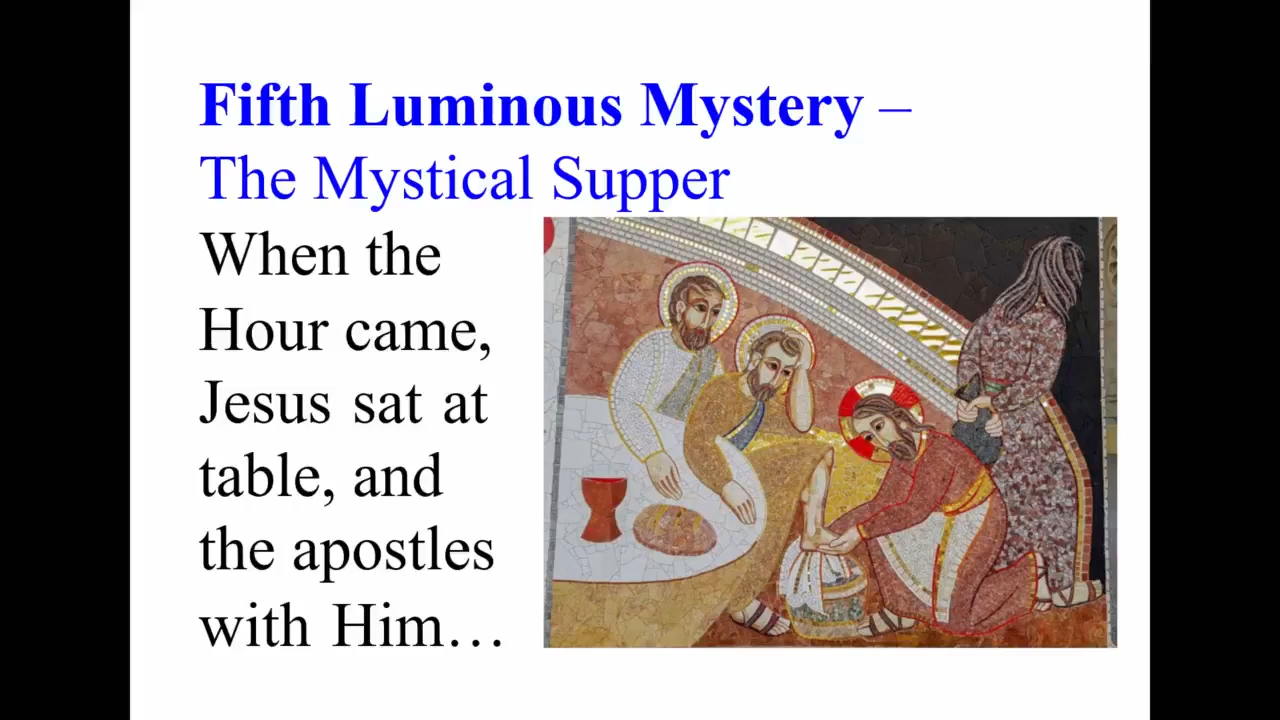 Fifth Luminous Mystery –
The Mystical Supper
When the
Hour came,
Jesus sat at
table, and
the apostles
with Him…